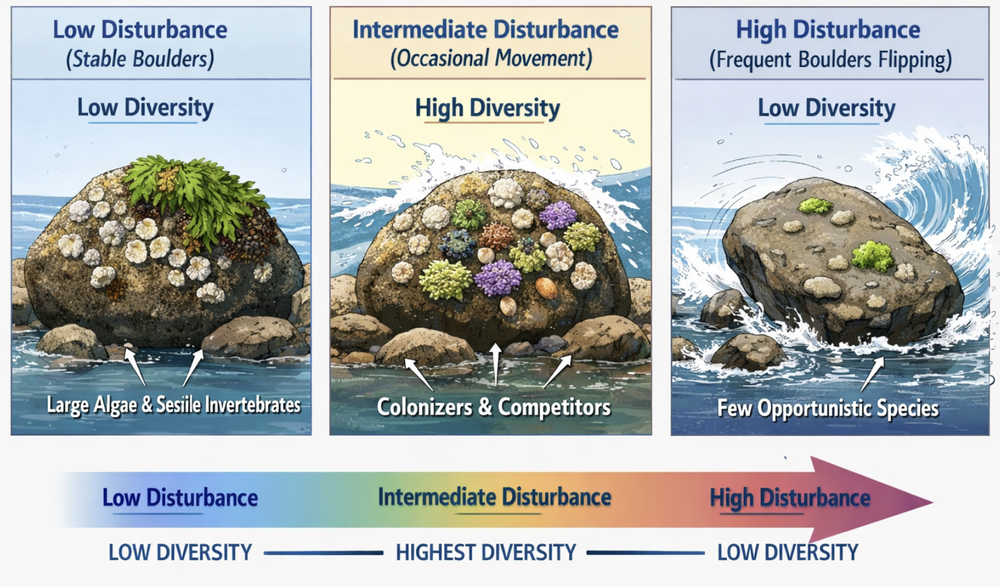 Low Disturbance
(Stable Boulders)
Low Diversity
Large Algae & Sesiile Invertebrates
Intermediate Disturbance
(Occasional Movement)
High Diversity
Colonizers & Competitors
High Disturbance
(Frequent Boulders Flipping)
Low Diversity
Few Opportunistic Species
Low Disturbance
Intermediate Disturbance
High Disturbance
LOW DIVERSITY
HIGHEST DIVERSITY
LOW DIVERSITY